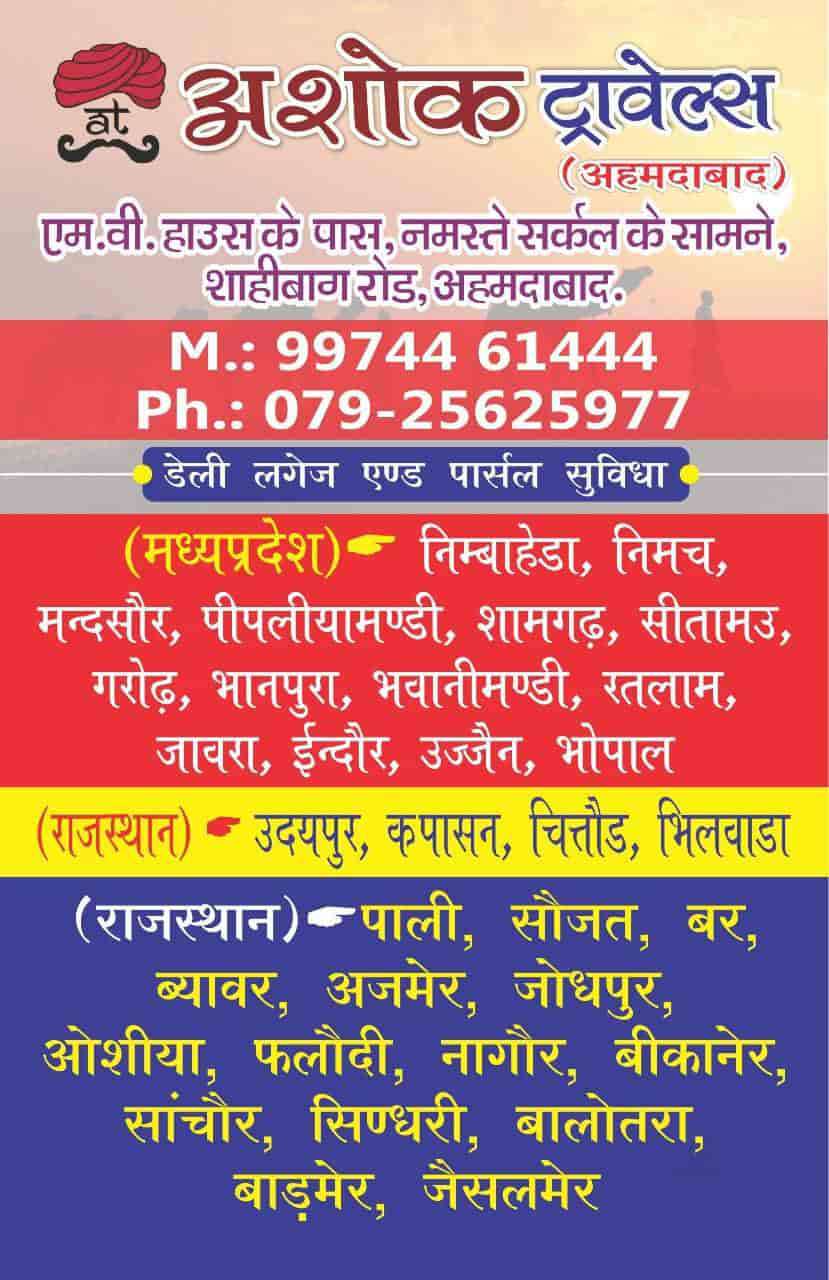 at
अशोक ट्रावेल्स
(अहमदाबाद)
एम.वी. हाउस के पास, नमस्ते सर्कल के सामने,
शाहीबाग रोड, अहमदाबाद.
M.: 99744 61444
Ph.: 079-25625977
डेली लगेज एण्ड पार्सल सुविधा
(मध्यप्रदेश) निम्बाहेडा, निमच,
मन्दसौर, पीपलीयामण्डी, शामगढ़, सीतामउ,
गरोढ़, भानपुरा, भवानीमण्डी, रतलाम,
जावरा, ईन्दौर, उज्जैन, भोपाल
(राजस्थान) उदयपुर, कपासन, चित्तौड, भिलवाडा
(राजस्थान) पाली, सौजत, बर,
ब्यावर, अजमेर, जोधपुर,
ओशीया, फलौदी, नागौर, बीकानेर,
सांचौर, सिण्धरी, बालोतरा,
बाड़मेर, जैसलमेर